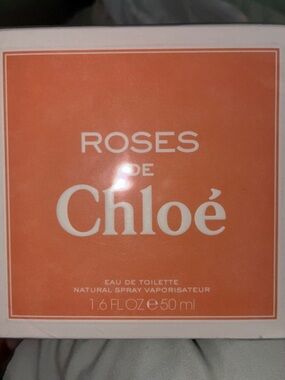 ROSES
DE
Chloé
EAU DE TOILETTE
NATURAL SPRAY VAPORISATEUR
1.6 FL OZ ℮ 50 ml